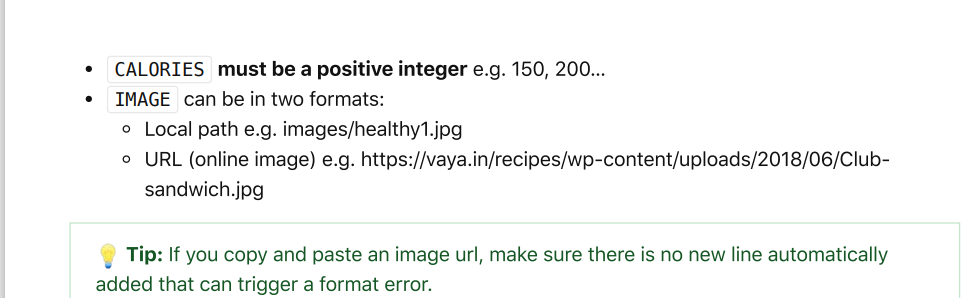 • CALORIES must be a positive integer e.g. 150, 200...
• IMAGE can be in two formats:
◦ Local path e.g. images/healthy1.jpg
◦ URL (online image) e.g. https://vaya.in/recipes/wp-content/uploads/2018/06/Club-
sandwich.jpg
💡 Tip: If you copy and paste an image url, make sure there is no new line automatically
added that can trigger a format error.